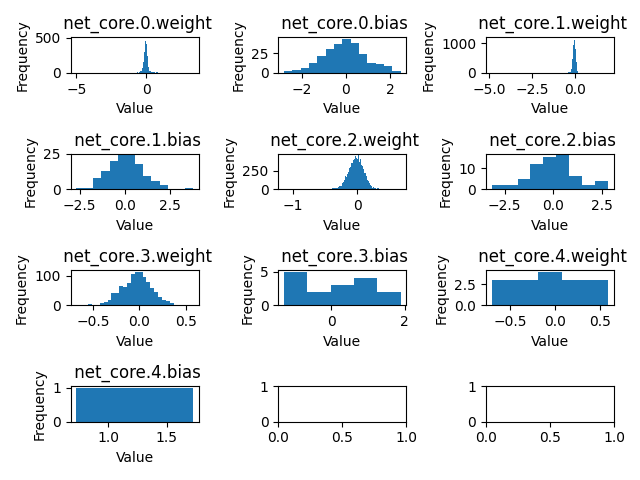 net_core.0.weight
Frequency
500
0
−5
0
Value
net_core.0.bias
Frequency
25
0
−2
0
2
Value
net_core.1.weight
Frequency
1000
0
−5.0
−2.5
0.0
Value
net_core.1.bias
Frequency
25
0
−2.5
0.0
2.5
Value
net_core.2.weight
Frequency
250
0
−1
0
Value
net_core.2.bias
Frequency
10
0
−2.5
0.0
2.5
Value
net_core.3.weight
Frequency
100
0
−0.5
0.0
0.5
Value
net_core.3.bias
Frequency
5
0
0
2
Value
net_core.4.weight
Frequency
2.5
0.0
−0.5
0.0
0.5
Value
net_core.4.bias
Frequency
1
0
1.0
1.5
Value
1
0
0.0
0.5
1.0
1
0
0.0
0.5
1.0